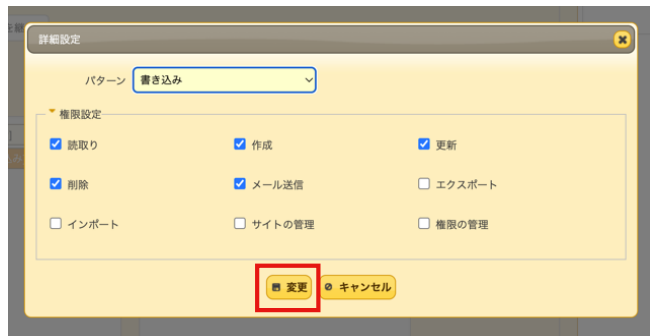 詳細設定
パターン 書き込み
権限設定
読取り 作成 更新
削除 メール送信 エクスポート
インポート サイトの管理 権限の管理
変更 キャンセル